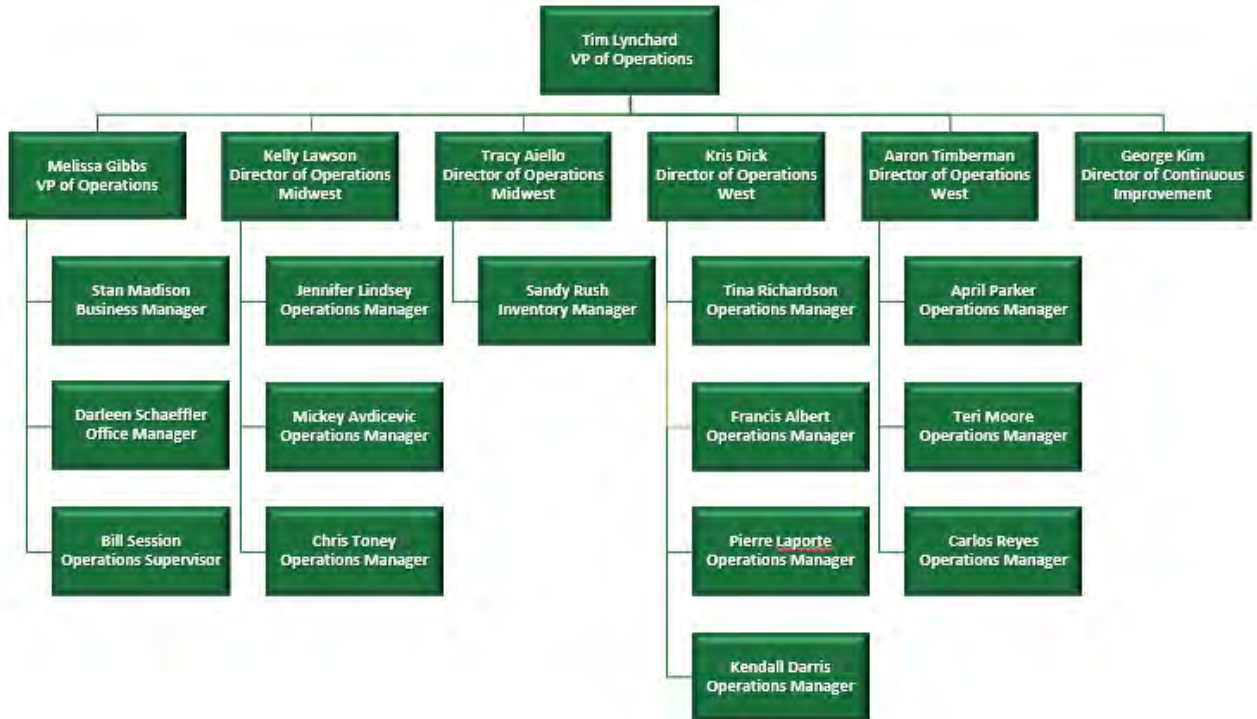 Tim Lynchard
VP of Operations
Melissa Gibbs
VP of Operations
Kelly Lawson
Director of Operations
Midwest
Tracy Aiello
Director of Operations
Midwest
Kris Dick
Director of Operations
West
Aaron Timberman
Director of Operations
West
George Kim
Director of Continuous
Improvement
Stan Madison
Business Manager
Jennifer Lindsey
Operations Manager
Sandy Rush
Inventory Manager
Tina Richardson
Operations Manager
April Parker
Operations Manager
Darleen Schaeffler
Office Manager
Mickey Avdicevic
Operations Manager
Francis Albert
Operations Manager
Teri Moore
Operations Manager
Bill Session
Operations Supervisor
Chris Toney
Operations Manager
Pierre Laporte
Operations Manager
Carlos Reyes
Operations Manager
Kendall Darris
Operations Manager